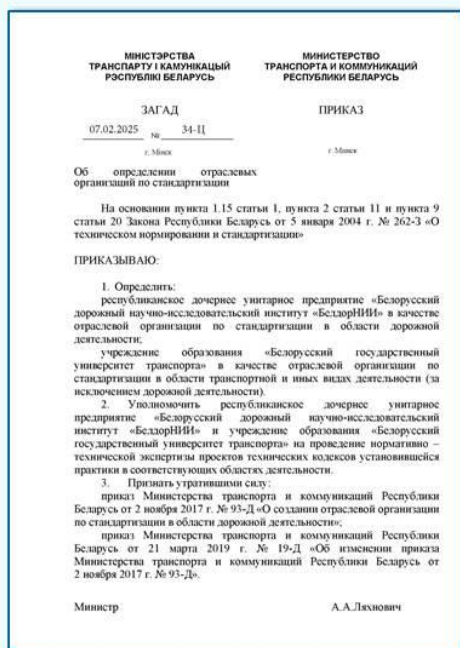 МІНІСТЭРСТВА
ТРАНСПАРТУ І КАМУНІКАЦЫЙ
РЭСПУБЛІКІ БЕЛАРУСЬ
МИНИСТЕРСТВО
ТРАНСПОРТА И КОММУНИКАЦИЙ
РЕСПУБЛИКИ БЕЛАРУСЬ
ЗАГАД
ПРИКАЗ
07.02.2025 № 34-Ц
г. Мінск
г. Минск
Об определении отраслевых
организаций по стандартизации
На основании пункта 1.15 статьи 1, пункта 2 статьи 11 и пункта 9
статьи 20 Закона Республики Беларусь от 5 января 2004 г. № 262-З «О
техническом нормировании и стандартизации»
ПРИКАЗЫВАЮ:
1. Определить:
республиканское дочернее унитарное предприятие «Белорусский
дорожный научно-исследовательский институт «БелдорНИИ» в качестве
отраслевой организации по стандартизации в области дорожной
деятельности;
учреждение образования «Белорусский государственный
университет транспорта» в качестве отраслевой организации по
стандартизации в области транспортной и иных видах деятельности (за
исключением дорожной деятельности).
2. Уполномочить республиканское дочернее унитарное
предприятие «Белорусский дорожный научно-исследовательский
институт «БелдорНИИ» и учреждение образования «Белорусский
государственный университет транспорта» на проведение нормативно –
технической экспертизы проектов технических кодексов установившейся
практики в соответствующих областях деятельности.
3. Признать утратившими силу:
приказ Министерства транспорта и коммуникаций Республики
Беларусь от 2 ноября 2017 г. № 93-Д «О создании отраслевой организации
по стандартизации в области дорожной деятельности»;
приказ Министерства транспорта и коммуникаций Республики
Беларусь от 21 марта 2019 г. № 19-Д «Об изменении приказа
Министерства транспорта и коммуникаций Республики Беларусь от
2 ноября 2017 г. № 93-Д».
Министр А.А.Ляхнович